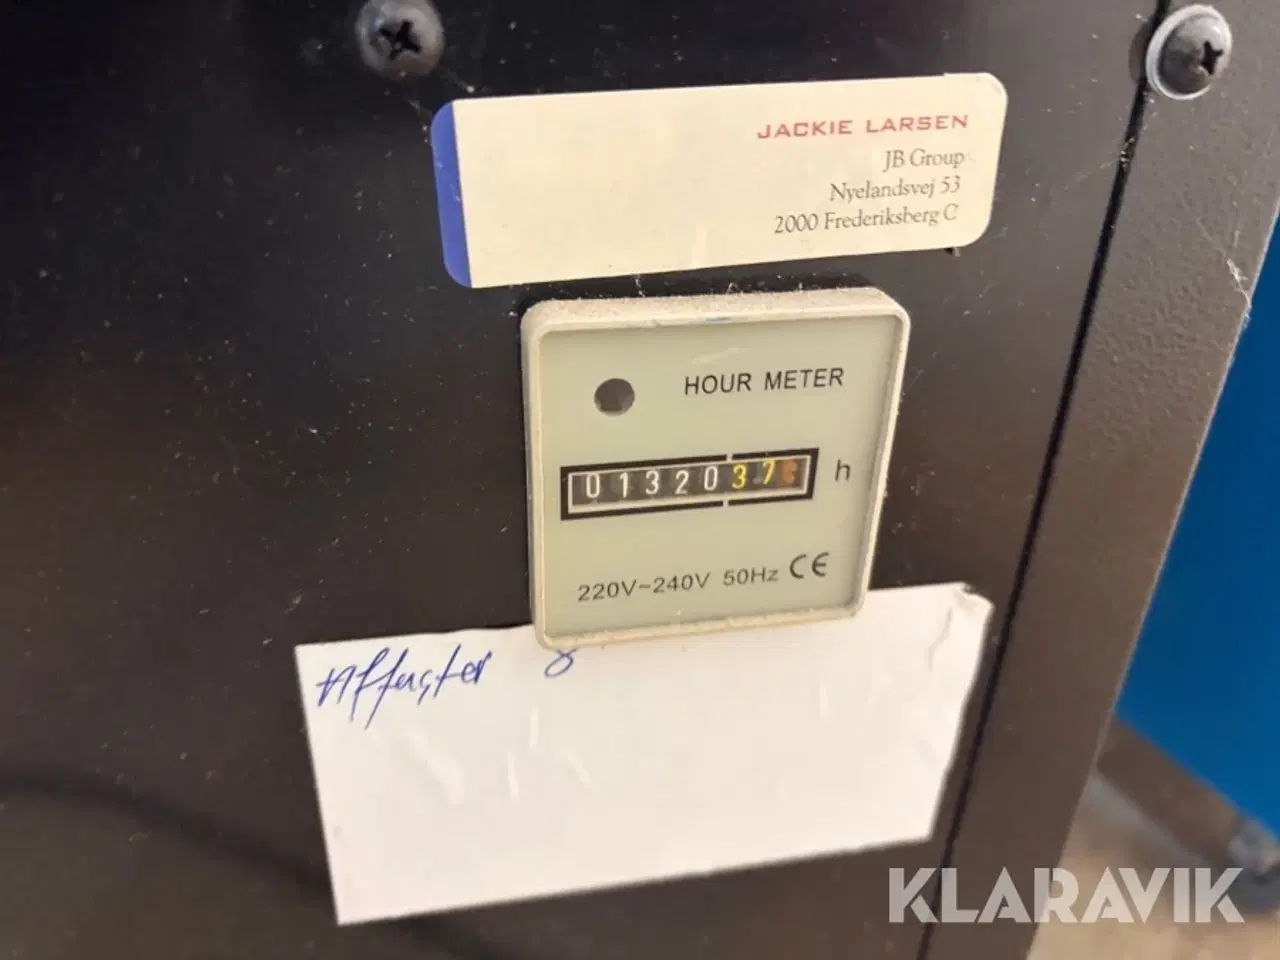 JACKIE LARSEN
JB Group
Nyelandsvej 53
2000 Frederiksberg C
HOUR METER
0132037 h
220V~240V 50Hz CE
Affugter 8
KLARAVIK